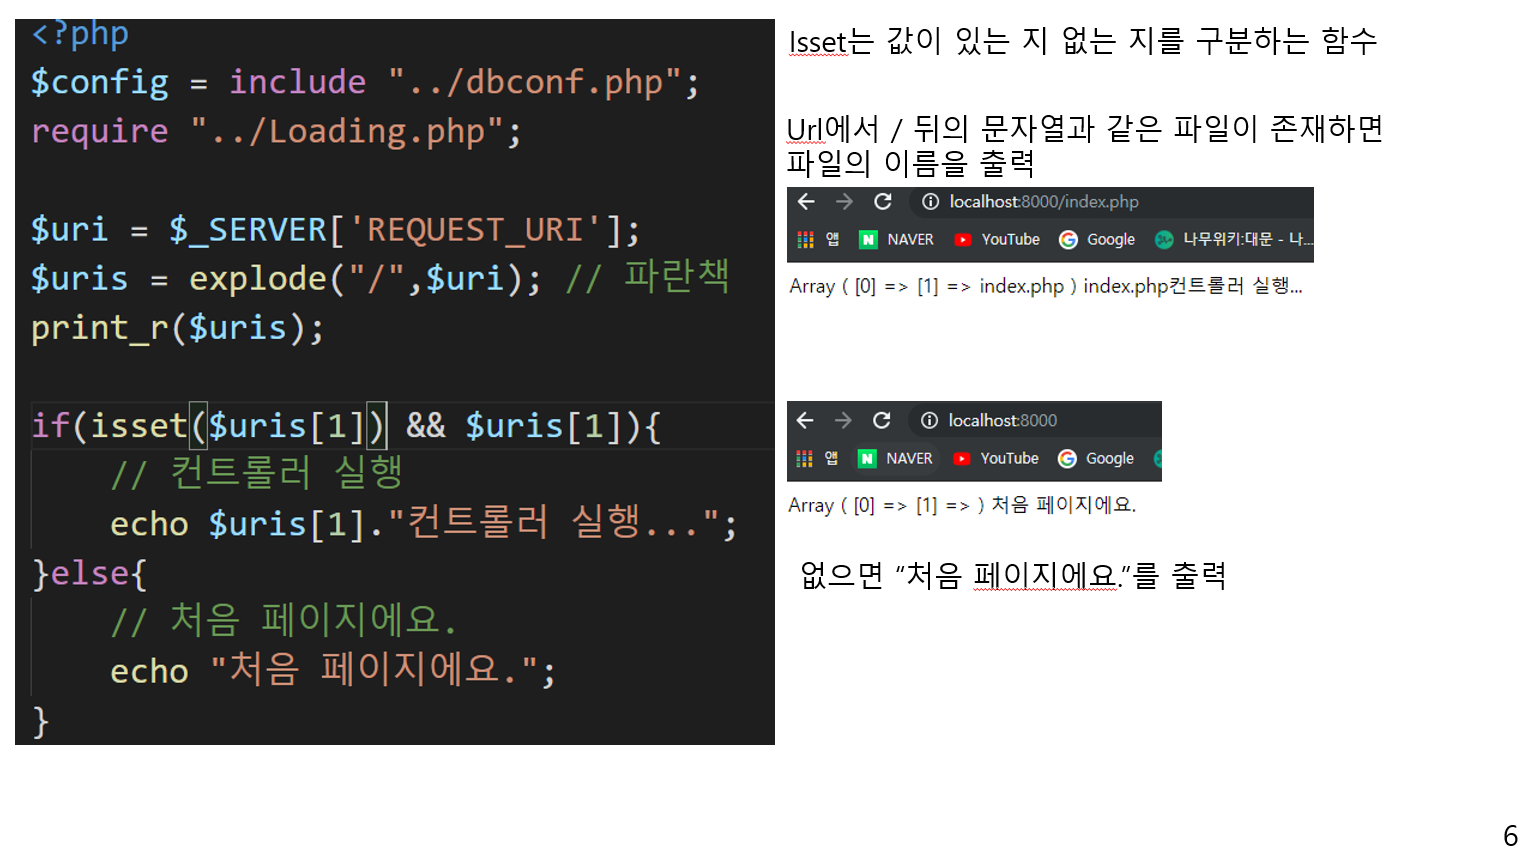 <?php
$config = include "../dbconf.php";
require "../Loading.php";
$uri = $_SERVER['REQUEST_URI'];
$uris = explode("/",$uri); // 파란책
print_r($uris);
if(isset($uris[1]) && $uris[1]){
// 컨트롤러 실행
echo $uris[1]."컨트롤러 실행...";
}else{
// 처음 페이지에요.
echo "처음 페이지에요.";
}
Isset는 값이 있는 지 없는 지를 구분하는 함수
Url에서 / 뒤의 문자열과 같은 파일이 존재하면
파일의 이름을 출력
localhost:8000/index.php
앱 NAVER YouTube Google 나무위키:대문 - 나...
Array ( [0] => [1] => index.php ) index.php컨트롤러 실행...
localhost:8000
앱 NAVER YouTube Google
Array ( [0] => [1] => ) 처음 페이지에요.
없으면 “처음 페이지에요.”를 출력
6